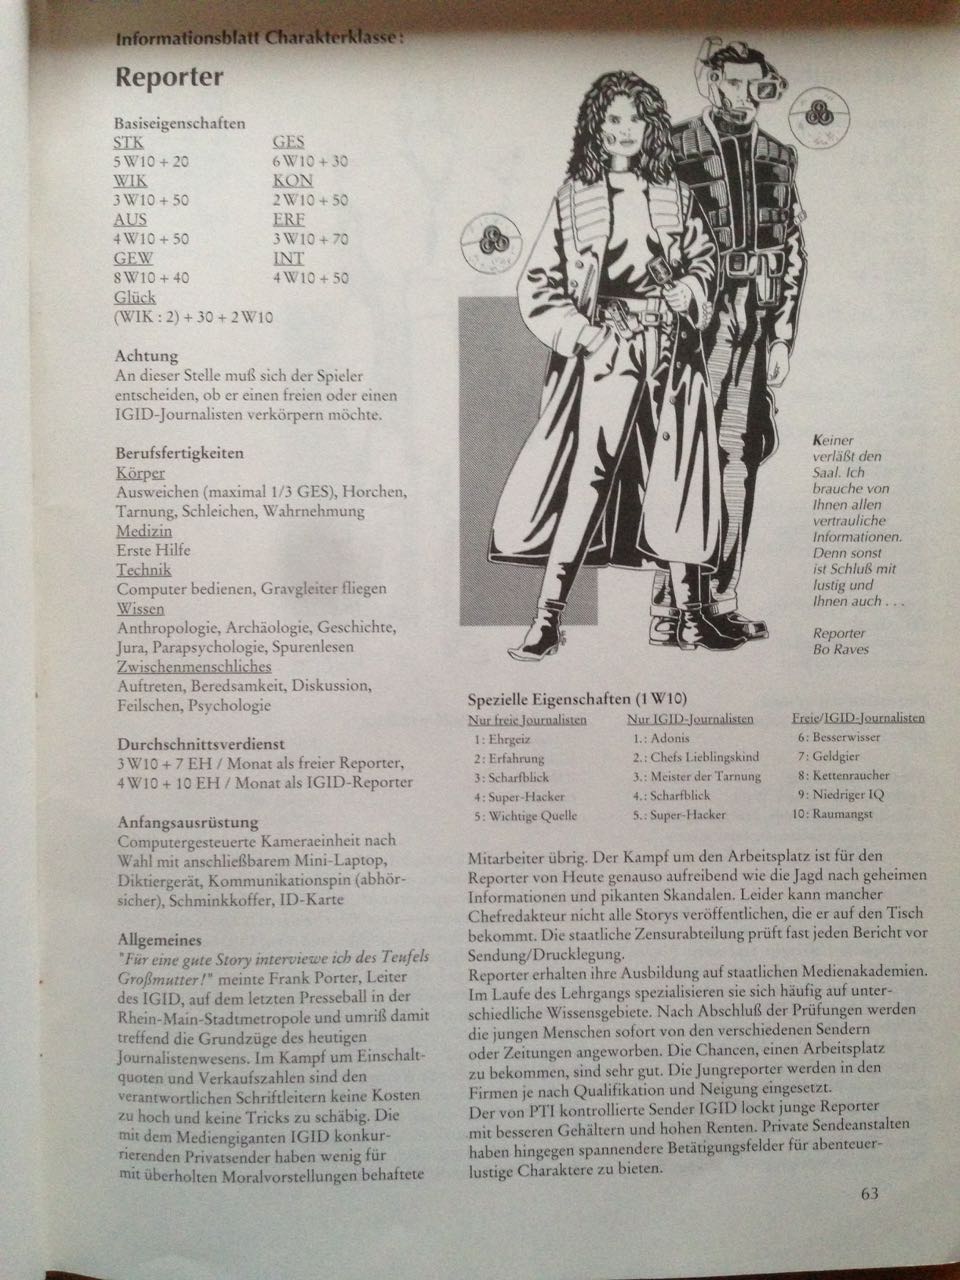 Informationsblatt Charakterklasse:
Reporter
Basiseigenschaften
STK GES
5 W10 + 20 6 W10 + 30
WIK KON
3 W10 + 50 2 W10 + 50
AUS ERF
4 W10 + 50 3 W10 + 70
GEW INT
8 W10 + 40 4 W10 + 50
Glück
(WIK : 2) + 30 + 2 W10
Achtung
An dieser Stelle muß sich der Spieler
entscheiden, ob er einen freien oder einen
IGID-Journalisten verkörpern möchte.
Berufsfertigkeiten
Körper
Ausweichen (maximal 1/3 GES), Horchen,
Tarnung, Schleichen, Wahrnehmung
Medizin
Erste Hilfe
Technik
Computer bedienen, Gravgleiter fliegen
Wissen
Anthropologie, Archäologie, Geschichte,
Jura, Parapsychologie, Spurenlesen
Zwischenmenschliches
Auftreten, Beredsamkeit, Diskussion,
Feilschen, Psychologie
Durchschnittsverdienst
3 W10 + 7 EH / Monat als freier Reporter,
4 W10 + 10 EH / Monat als IGID-Reporter
Anfangsausrüstung
Computergesteuerte Kameraeinheit nach
Wahl mit anschließbarem Mini-Laptop,
Diktiergerät, Kommunikationspin (abhör-
sicher), Schminkkoffer, ID-Karte
Allgemeines
"Für eine gute Story interviewe ich des Teufels
Großmutter!" meinte Frank Porter, Leiter
des IGID, auf dem letzten Presseball in der
Rhein-Main-Stadtmetropole und umriß damit
treffend die Grundzüge des heutigen
Journalistenwesens. Im Kampf um Einschalt-
quoten und Verkaufszahlen sind den
verantwortlichen Schriftleitern keine Kosten
zu hoch und keine Tricks zu schäbig. Die
mit dem Mediengiganten IGID konkur-
rierenden Privatsender haben wenig für
mit überholten Moralvorstellungen behaftete
Keiner
verläßt den
Saal. Ich
brauche von
Ihnen allen
vertrauliche
Informationen.
Denn sonst
ist Schluß mit
lustig und
Ihnen auch . . .
Reporter
Bo Raves
Spezielle Eigenschaften (1 W10)
Nur freie Journalisten Nur IGID-Journalisten Freie/IGID-Journalisten
1: Ehrgeiz 1.: Adonis 6: Besserwisser
2: Erfahrung 2.: Chefs Lieblingskind 7: Geldgier
3: Scharfblick 3.: Meister der Tarnung 8: Kettenraucher
4: Super-Hacker 4.: Scharfblick 9: Niedriger IQ
5: Wichtige Quelle 5.: Super-Hacker 10: Raumangst
Mitarbeiter übrig. Der Kampf um den Arbeitsplatz ist für den
Reporter von Heute genauso aufreibend wie die Jagd nach geheimen
Informationen und pikanten Skandalen. Leider kann mancher
Chefredakteur nicht alle Storys veröffentlichen, die er auf den Tisch
bekommt. Die staatliche Zensurabteilung prüft fast jeden Bericht vor
Sendung/Drucklegung.
Reporter erhalten ihre Ausbildung auf staatlichen Medienakademien.
Im Laufe des Lehrgangs spezialisieren sie sich häufig auf unter-
schiedliche Wissensgebiete. Nach Abschluß der Prüfungen werden
die jungen Menschen sofort von den verschiedenen Sendern
oder Zeitungen angeworben. Die Chancen, einen Arbeitsplatz
zu bekommen, sind sehr gut. Die Jungreporter werden in den
Firmen je nach Qualifikation und Neigung eingesetzt.
Der von PTI kontrollierte Sender IGID lockt junge Reporter
mit besseren Gehältern und hohen Renten. Private Sendeanstalten
haben hingegen spannendere Betätigungsfelder für abenteuer-
lustige Charaktere zu bieten.
63